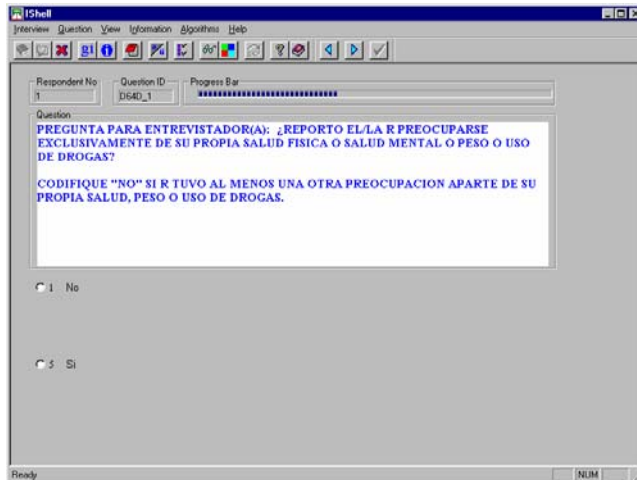 IShell
Interview Question View Information Algorithms Help
g1
Respondent No Question ID Progress Bar
1 D64D_1
Question
PREGUNTA PARA ENTREVISTADOR(A): ¿REPORTO EL/LA R PREOCUPARSE
EXCLUSIVAMENTE DE SU PROPIA SALUD FISICA O SALUD MENTAL O PESO O USO
DE DROGAS?
CODIFIQUE "NO" SI R TUVO AL MENOS UNA OTRA PREOCUPACION APARTE DE SU
PROPIA SALUD, PESO O USO DE DROGAS.
1 No
5 Si
Ready NUM